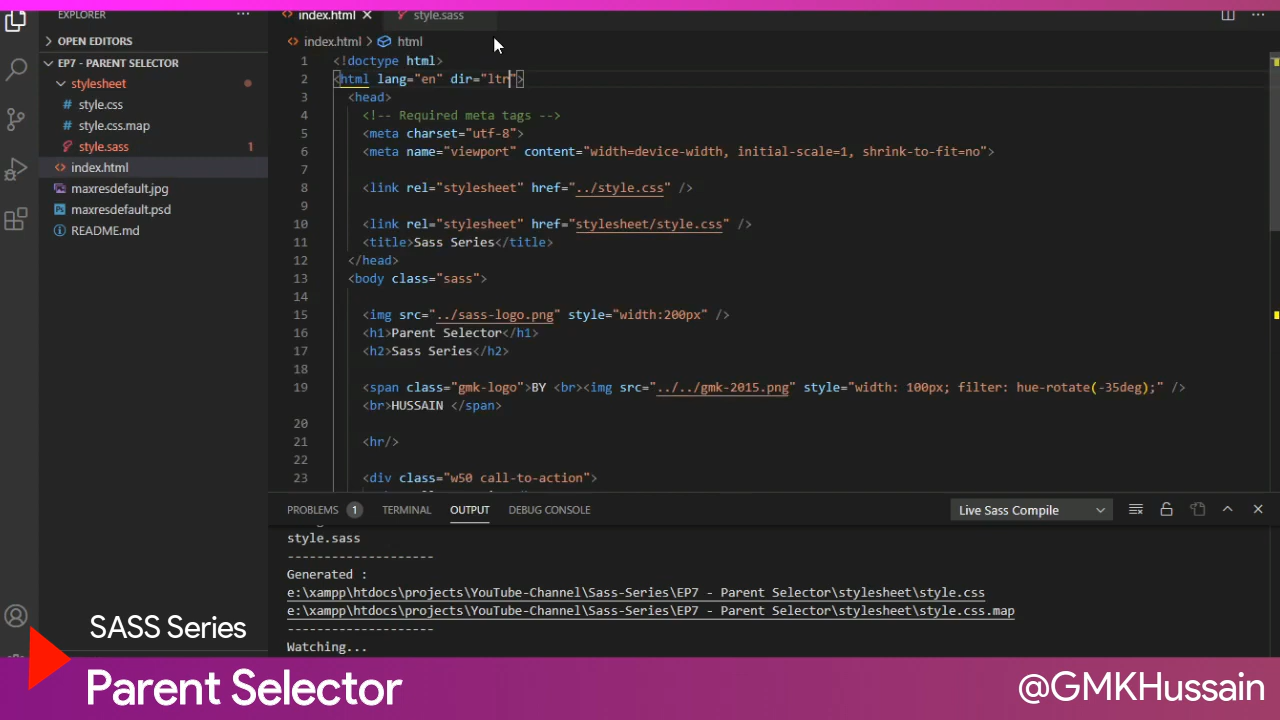 EXPLORER
index.html
style.sass
OPEN EDITORS
index.html
html
EP7 - PARENT SELECTOR
stylesheet
style.css
style.css.map
style.sass 1
index.html
maxresdefault.jpg
maxresdefault.psd
README.md
1 <!doctype html>
2 <html lang="en" dir="ltr">
3 <head>
4 <!-- Required meta tags -->
5 <meta charset="utf-8">
6 <meta name="viewport" content="width=device-width, initial-scale=1, shrink-to-fit=no">
7
8 <link rel="stylesheet" href="../style.css" />
9
10 <link rel="stylesheet" href="stylesheet/style.css" />
11 <title>Sass Series</title>
12 </head>
13 <body class="sass">
14
15 <img src="../sass-logo.png" style="width:200px" />
16 <h1>Parent Selector</h1>
17 <h2>Sass Series</h2>
18
19 <span class="gmk-logo">BY <br><img src="../../gmk-2015.png" style="width: 100px; filter: hue-rotate(-35deg);" />
<br>HUSSAIN </span>
20
21 <hr/>
22
23 <div class="w50 call-to-action">
PROBLEMS 1
TERMINAL
OUTPUT
DEBUG CONSOLE
Live Sass Compile
style.sass
--------------------
Generated :
e:\xampp\htdocs\projects\YouTube-Channel\Sass-Series\EP7 - Parent Selector\stylesheet\style.css
e:\xampp\htdocs\projects\YouTube-Channel\Sass-Series\EP7 - Parent Selector\stylesheet\style.css.map
--------------------
Watching...
SASS Series
Parent Selector
@GMKHussain